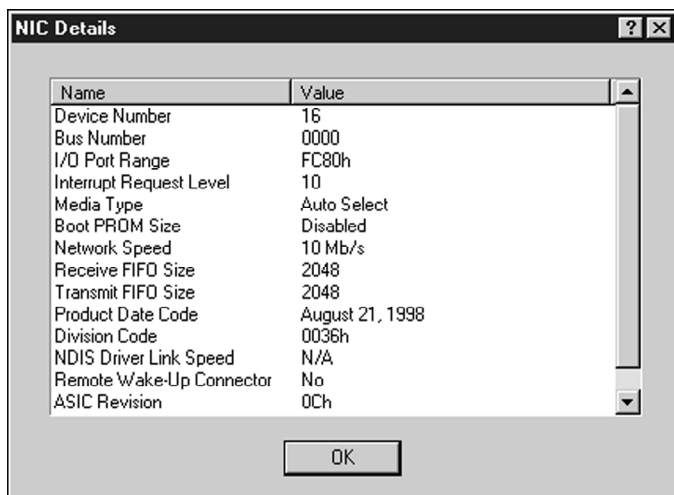 NIC Details
Name Value
Device Number 16
Bus Number 0000
I/O Port Range FC80h
Interrupt Request Level 10
Media Type Auto Select
Boot PROM Size Disabled
Network Speed 10 Mb/s
Receive FIFO Size 2048
Transmit FIFO Size 2048
Product Date Code August 21, 1998
Division Code 0036h
NDIS Driver Link Speed N/A
Remote Wake-Up Connector No
ASIC Revision 0Ch
OK